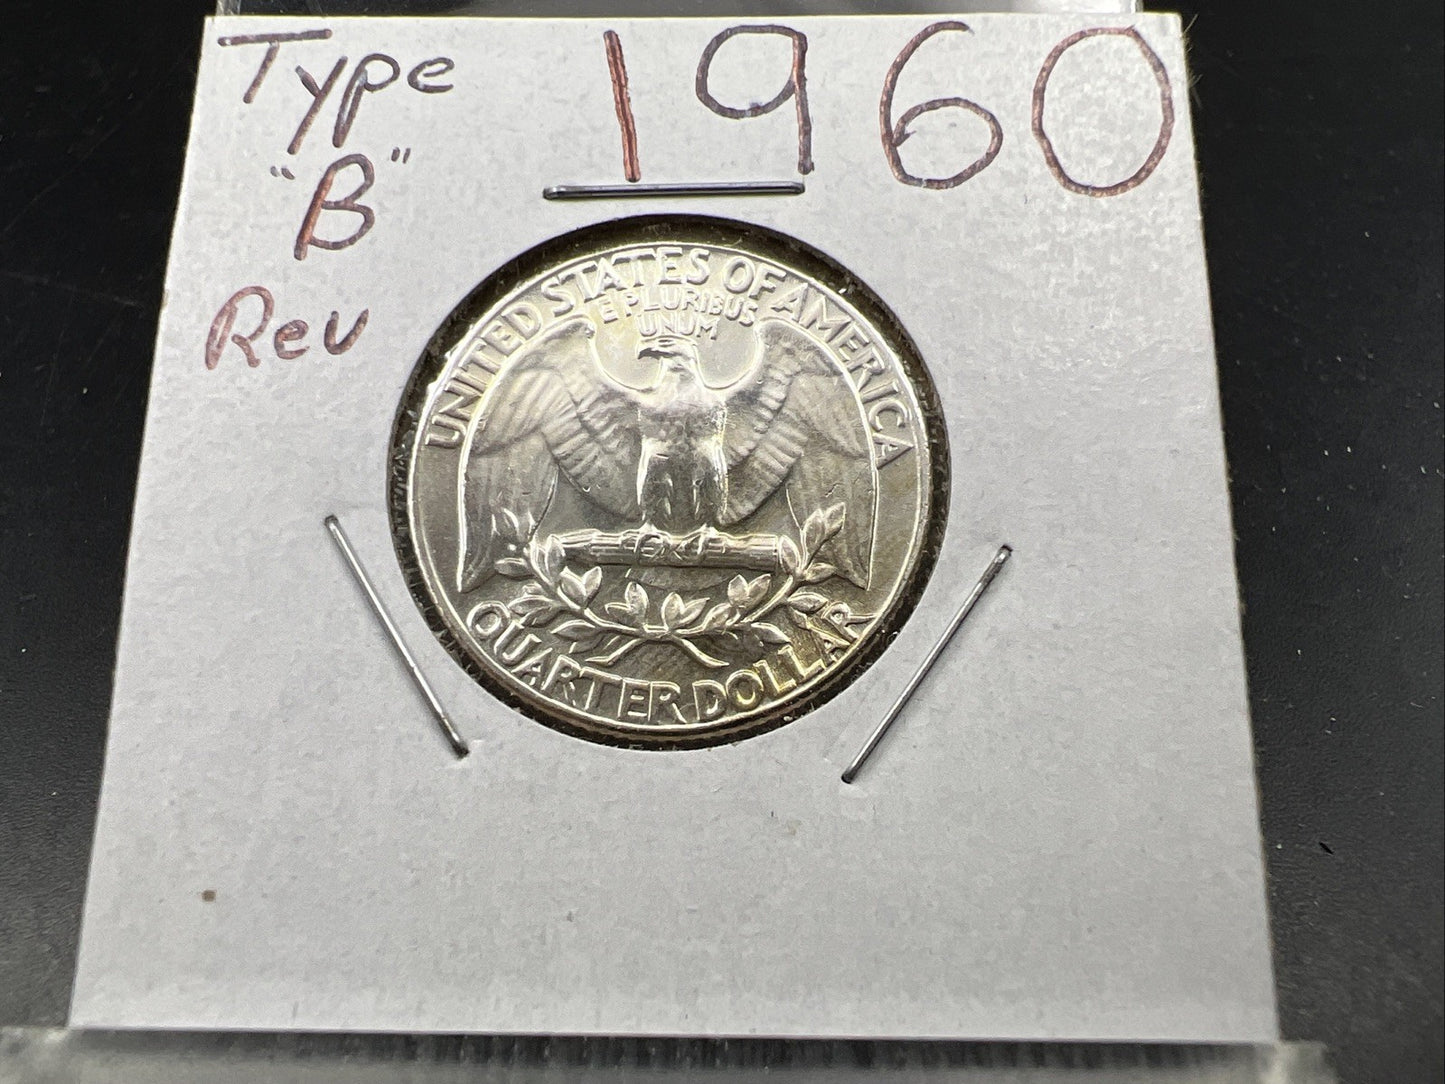 Type 1960
"B"
Rev
UNITED STATES OF AMERICA
E PLURIBUS
UNUM
QUARTER DOLLAR